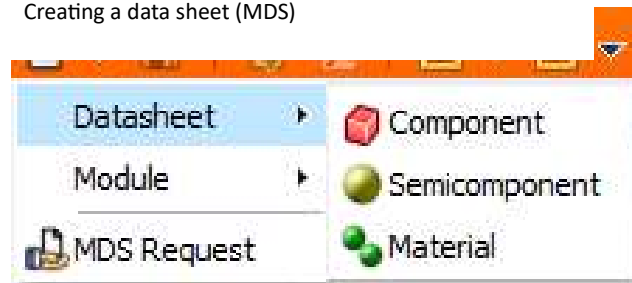 Creating a data sheet (MDS)
Datasheet
Component
Module
Semicomponent
MDS Request
Material